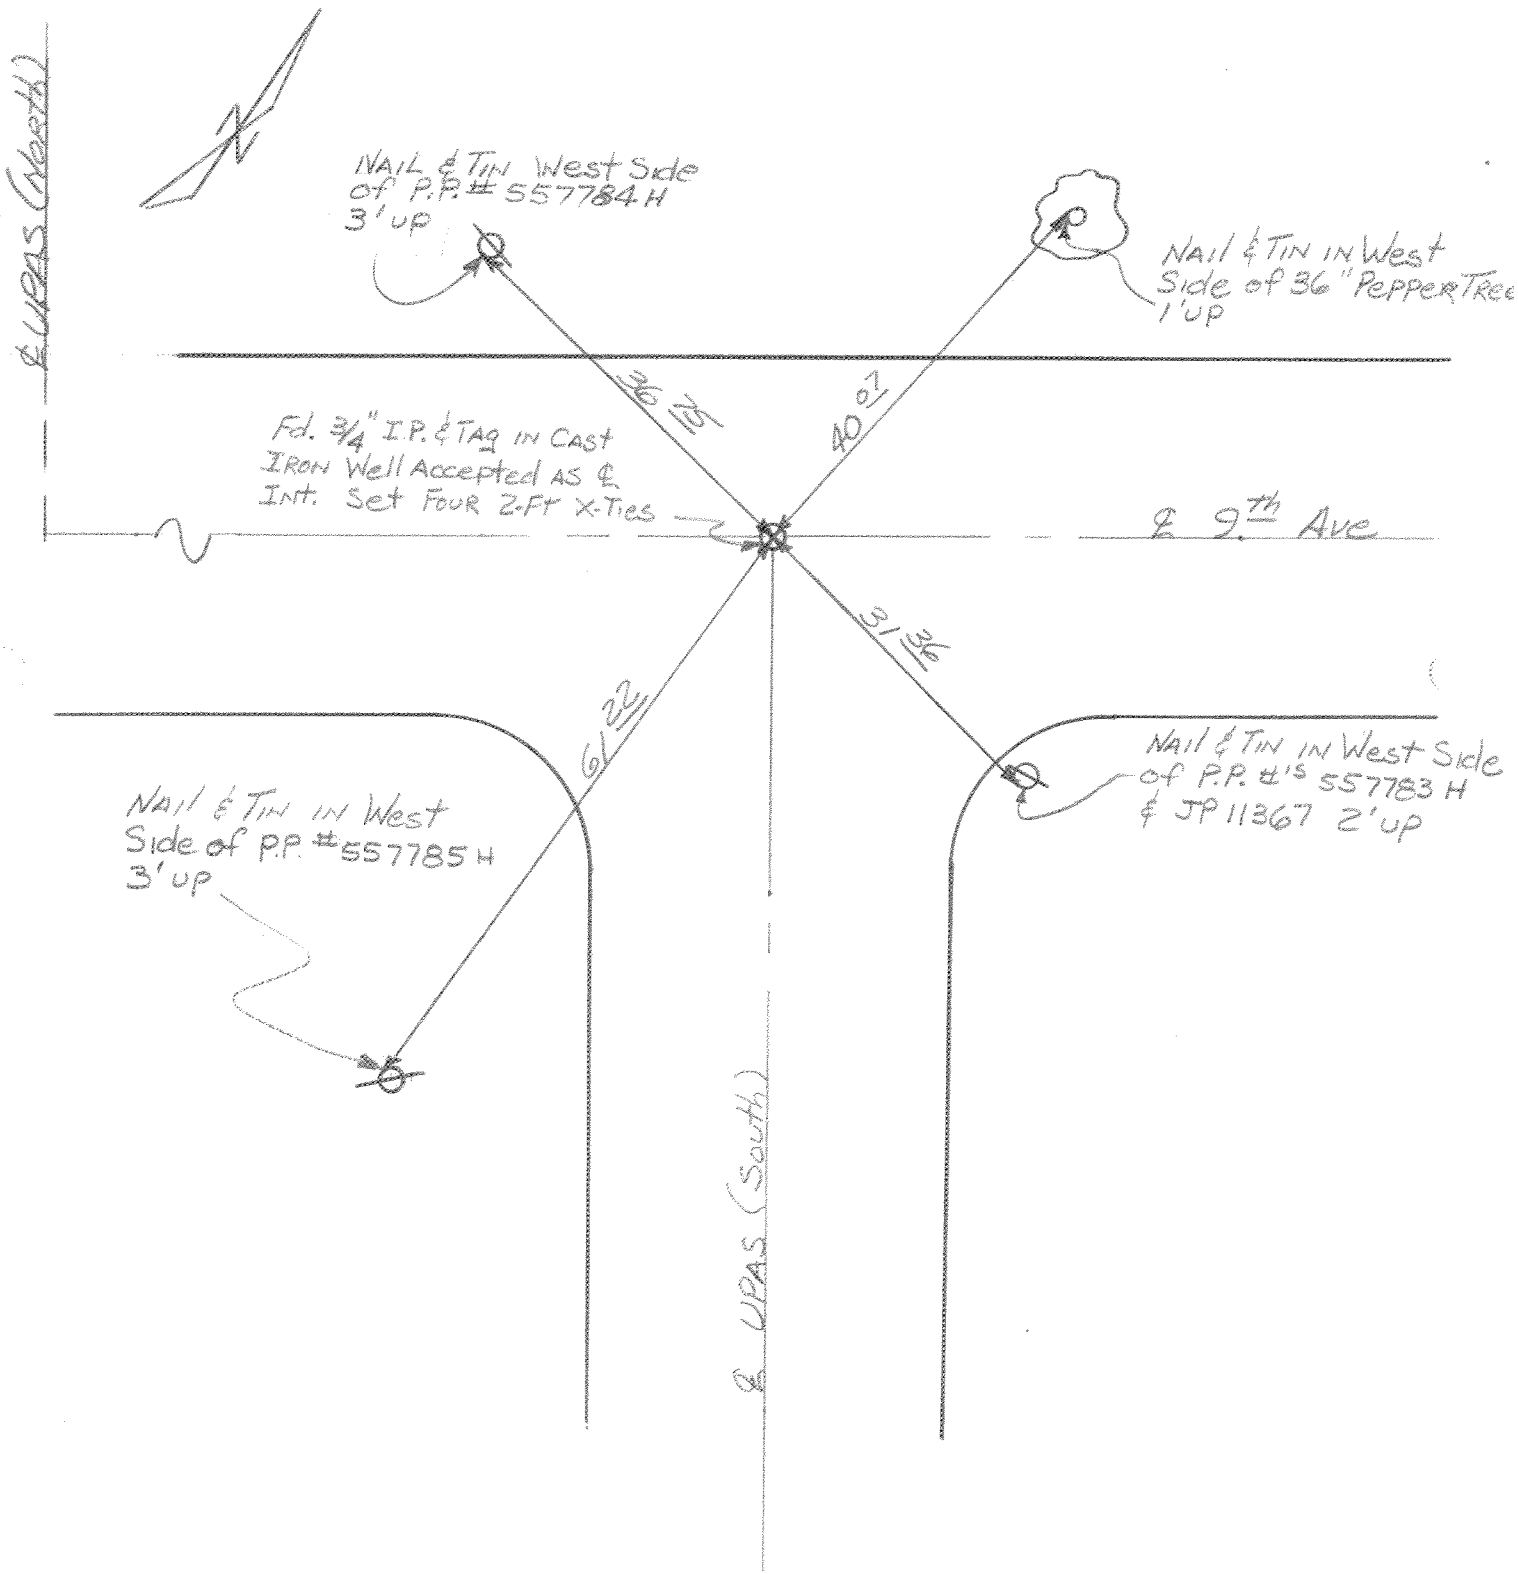 ℄ UPAS (North)
N
NAIL & TIN West Side
of P.P. # 557784 H
3' up
NAIL & TIN IN West
Side of 36" PEPPER TREE
1' UP
36 75
40 07
Fd. 3/4" I.P. & TAg IN CAST
IRON Well Accepted AS ℄
INT. Set FOUR 2-Ft X-Ties
℄ 9th Ave
31 36
61 22
NAIL & TIN IN West Side
of P.P. #'s 557783 H
& JP 11367 2' up
NAIL & TIN IN West
Side of P.P. # 557785 H
3' up
℄ UPAS (South)